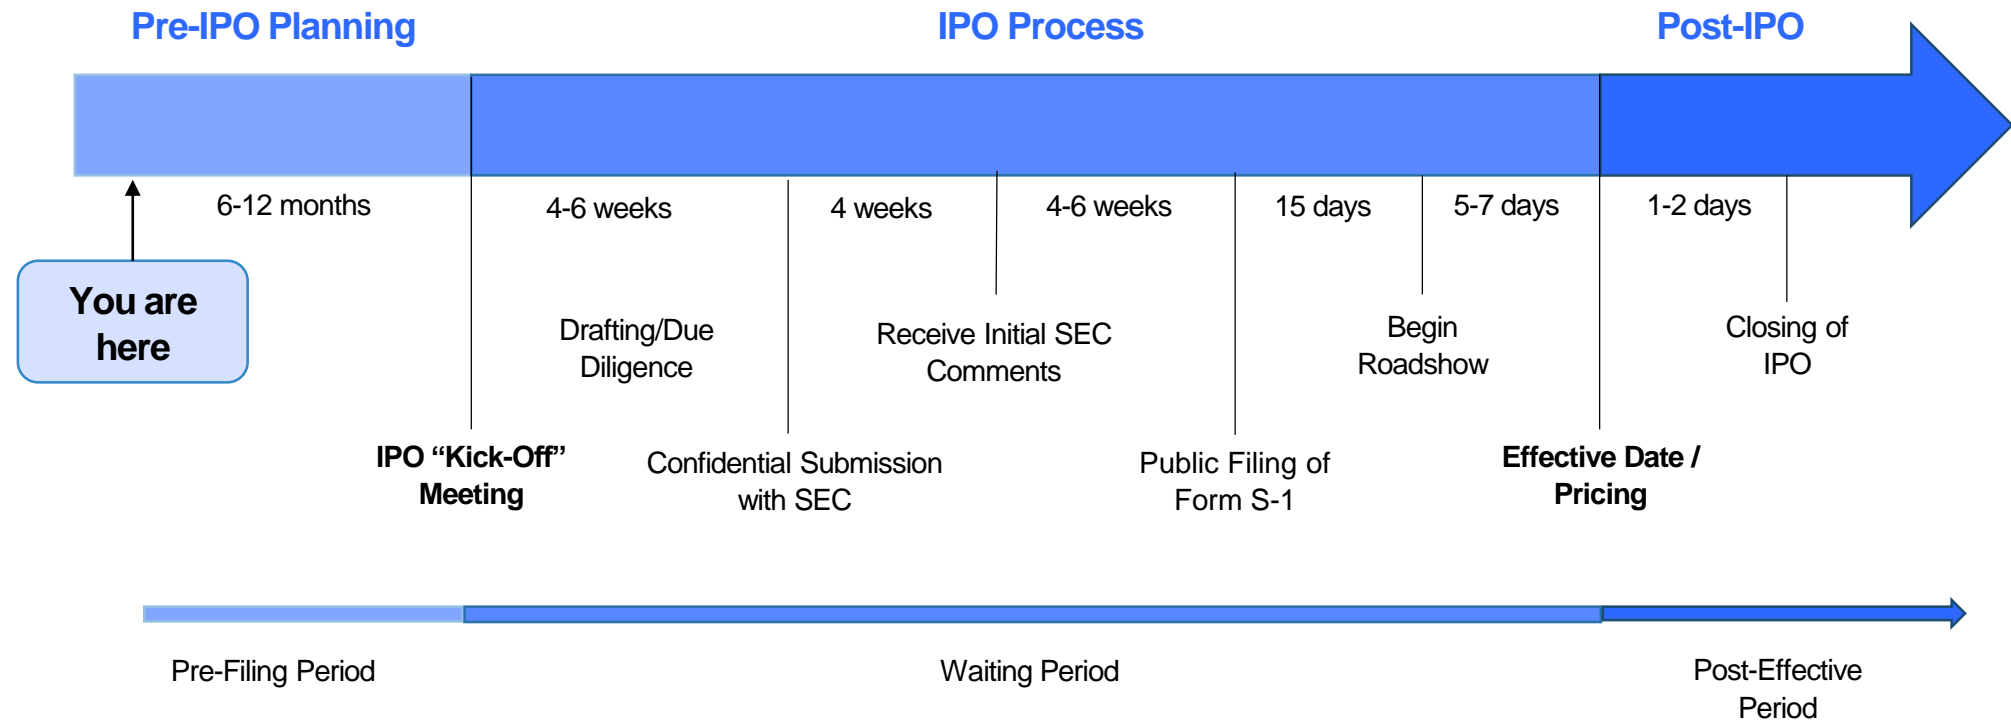 Pre-IPO Planning
IPO Process
Post-IPO
6-12 months
4-6 weeks
4 weeks
4-6 weeks
15 days
5-7 days
1-2 days
You are
here
Drafting/Due
Diligence
Receive Initial SEC
Comments
Begin
Roadshow
Closing of
IPO
IPO “Kick-Off”
Meeting
Confidential Submission
with SEC
Public Filing of
Form S-1
Effective Date /
Pricing
Pre-Filing Period
Waiting Period
Post-Effective
Period